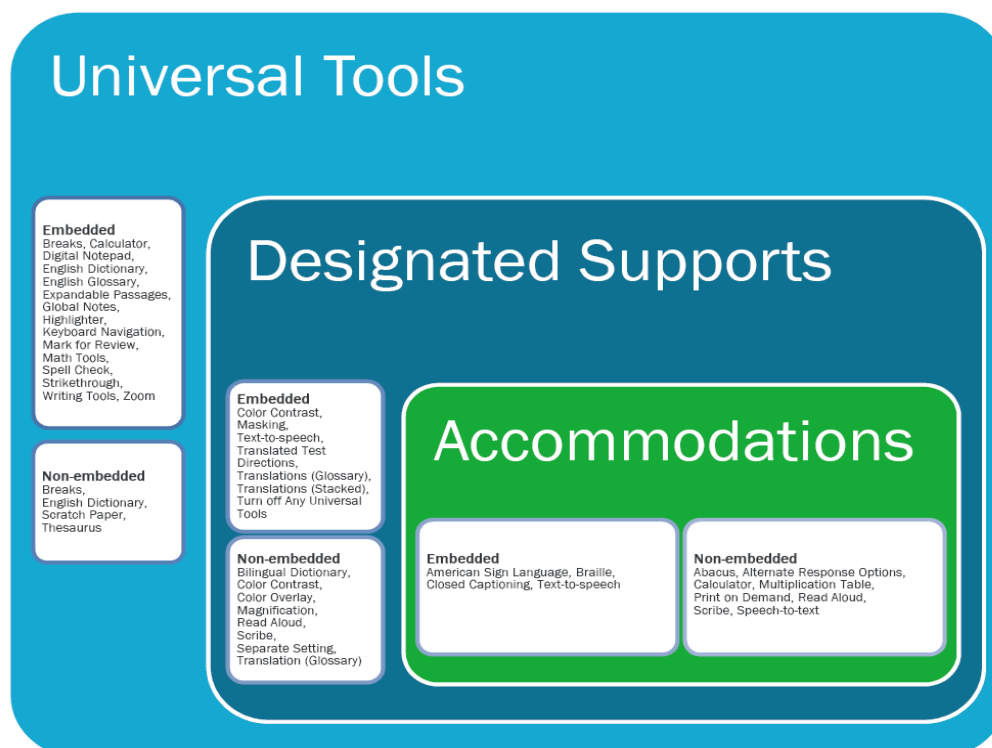 Universal Tools
Embedded
Breaks, Calculator,
Digital Notepad,
English Dictionary,
English Glossary,
Expandable Passages,
Global Notes,
Highlighter,
Keyboard Navigation,
Mark for Review,
Math Tools,
Spell Check,
Strikethrough,
Writing Tools, Zoom
Non-embedded
Breaks,
English Dictionary,
Scratch Paper,
Thesaurus
Designated Supports
Embedded
Color Contrast,
Masking,
Text-to-speech,
Translated Test
Directions,
Translations (Glossary),
Translations (Stacked),
Turn off Any Universal
Tools
Non-embedded
Bilingual Dictionary,
Color Contrast,
Color Overlay,
Magnification,
Read Aloud,
Scribe,
Separate Setting,
Translation (Glossary)
Accommodations
Embedded
American Sign Language, Braille,
Closed Captioning, Text-to-speech
Non-embedded
Abacus, Alternate Response Options,
Calculator, Multiplication Table,
Print on Demand, Read Aloud,
Scribe, Speech-to-text